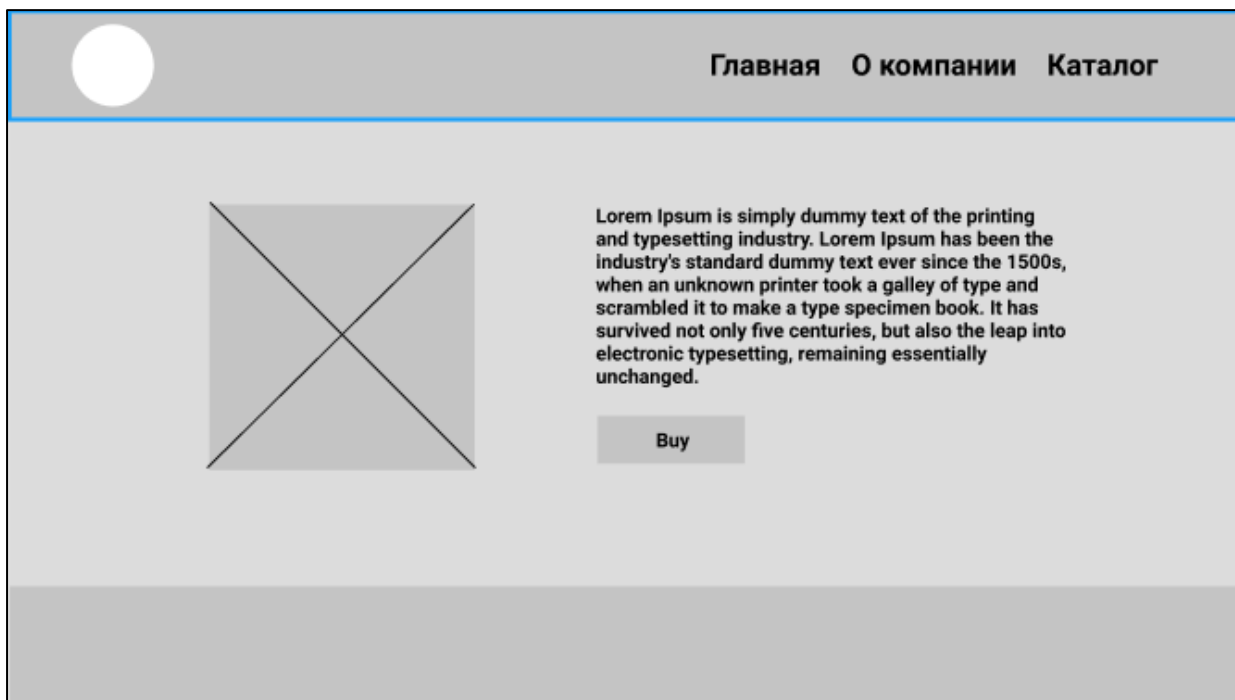 Главная О компании Каталог
Lorem Ipsum is simply dummy text of the printing
and typesetting industry. Lorem Ipsum has been the
industry's standard dummy text ever since the 1500s,
when an unknown printer took a galley of type and
scrambled it to make a type specimen book. It has
survived not only five centuries, but also the leap into
electronic typesetting, remaining essentially
unchanged.
Buy